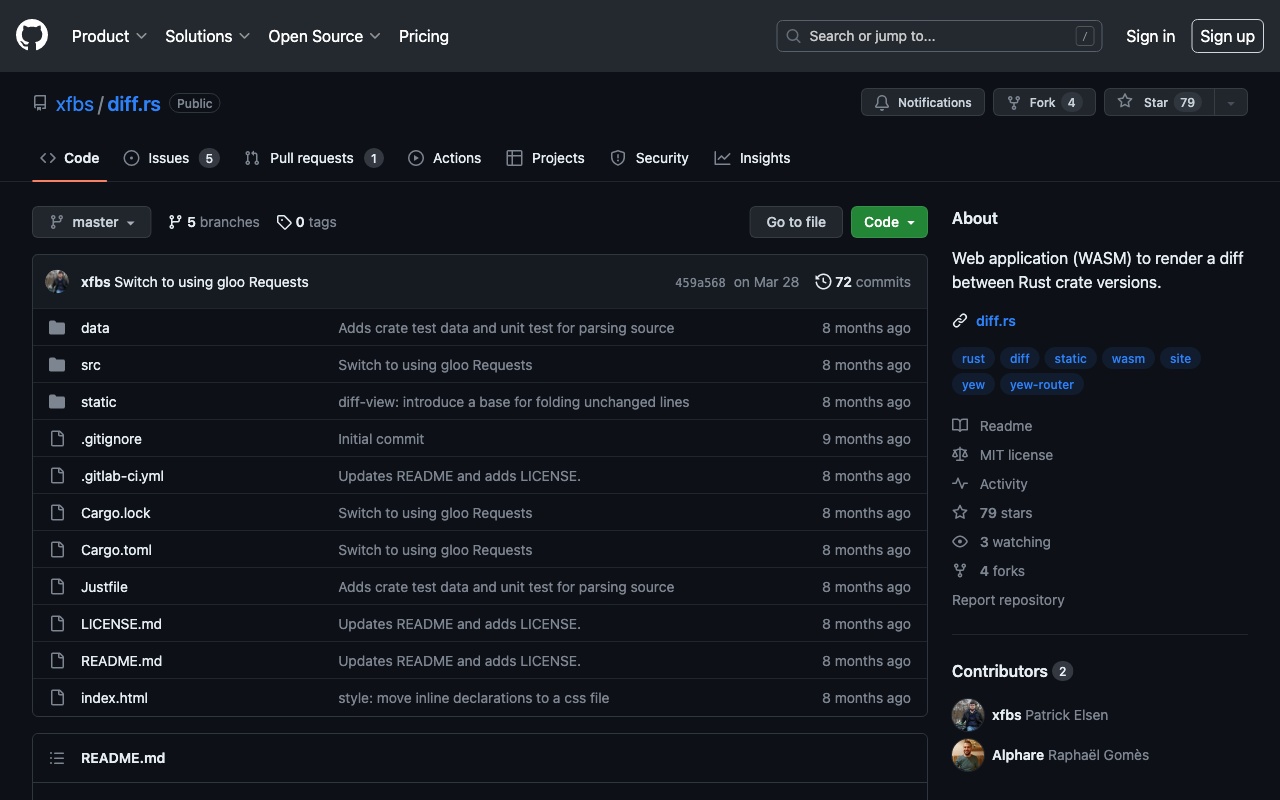 Product Solutions Open Source Pricing Search or jump to... / Sign in Sign up
xfbs / diff.rs Public Notifications Fork 4 Star 79
Code Issues 5 Pull requests 1 Actions Projects Security Insights
master 5 branches 0 tags Go to file Code
xfbs Switch to using gloo Requests 459a568 on Mar 28 72 commits
data Adds crate test data and unit test for parsing source 8 months ago
src Switch to using gloo Requests 8 months ago
static diff-view: introduce a base for folding unchanged lines 8 months ago
.gitignore Initial commit 9 months ago
.gitlab-ci.yml Updates README and adds LICENSE. 8 months ago
Cargo.lock Switch to using gloo Requests 8 months ago
Cargo.toml Switch to using gloo Requests 8 months ago
Justfile Adds crate test data and unit test for parsing source 8 months ago
LICENSE.md Updates README and adds LICENSE. 8 months ago
README.md Updates README and adds LICENSE. 8 months ago
index.html style: move inline declarations to a css file 8 months ago
README.md
About
Web application (WASM) to render a diff
between Rust crate versions.
diff.rs
rust diff static wasm site
yew yew-router
Readme
MIT license
Activity
79 stars
3 watching
4 forks
Report repository
Contributors 2
xfbs Patrick Elsen
Alphare Raphaël Gomès